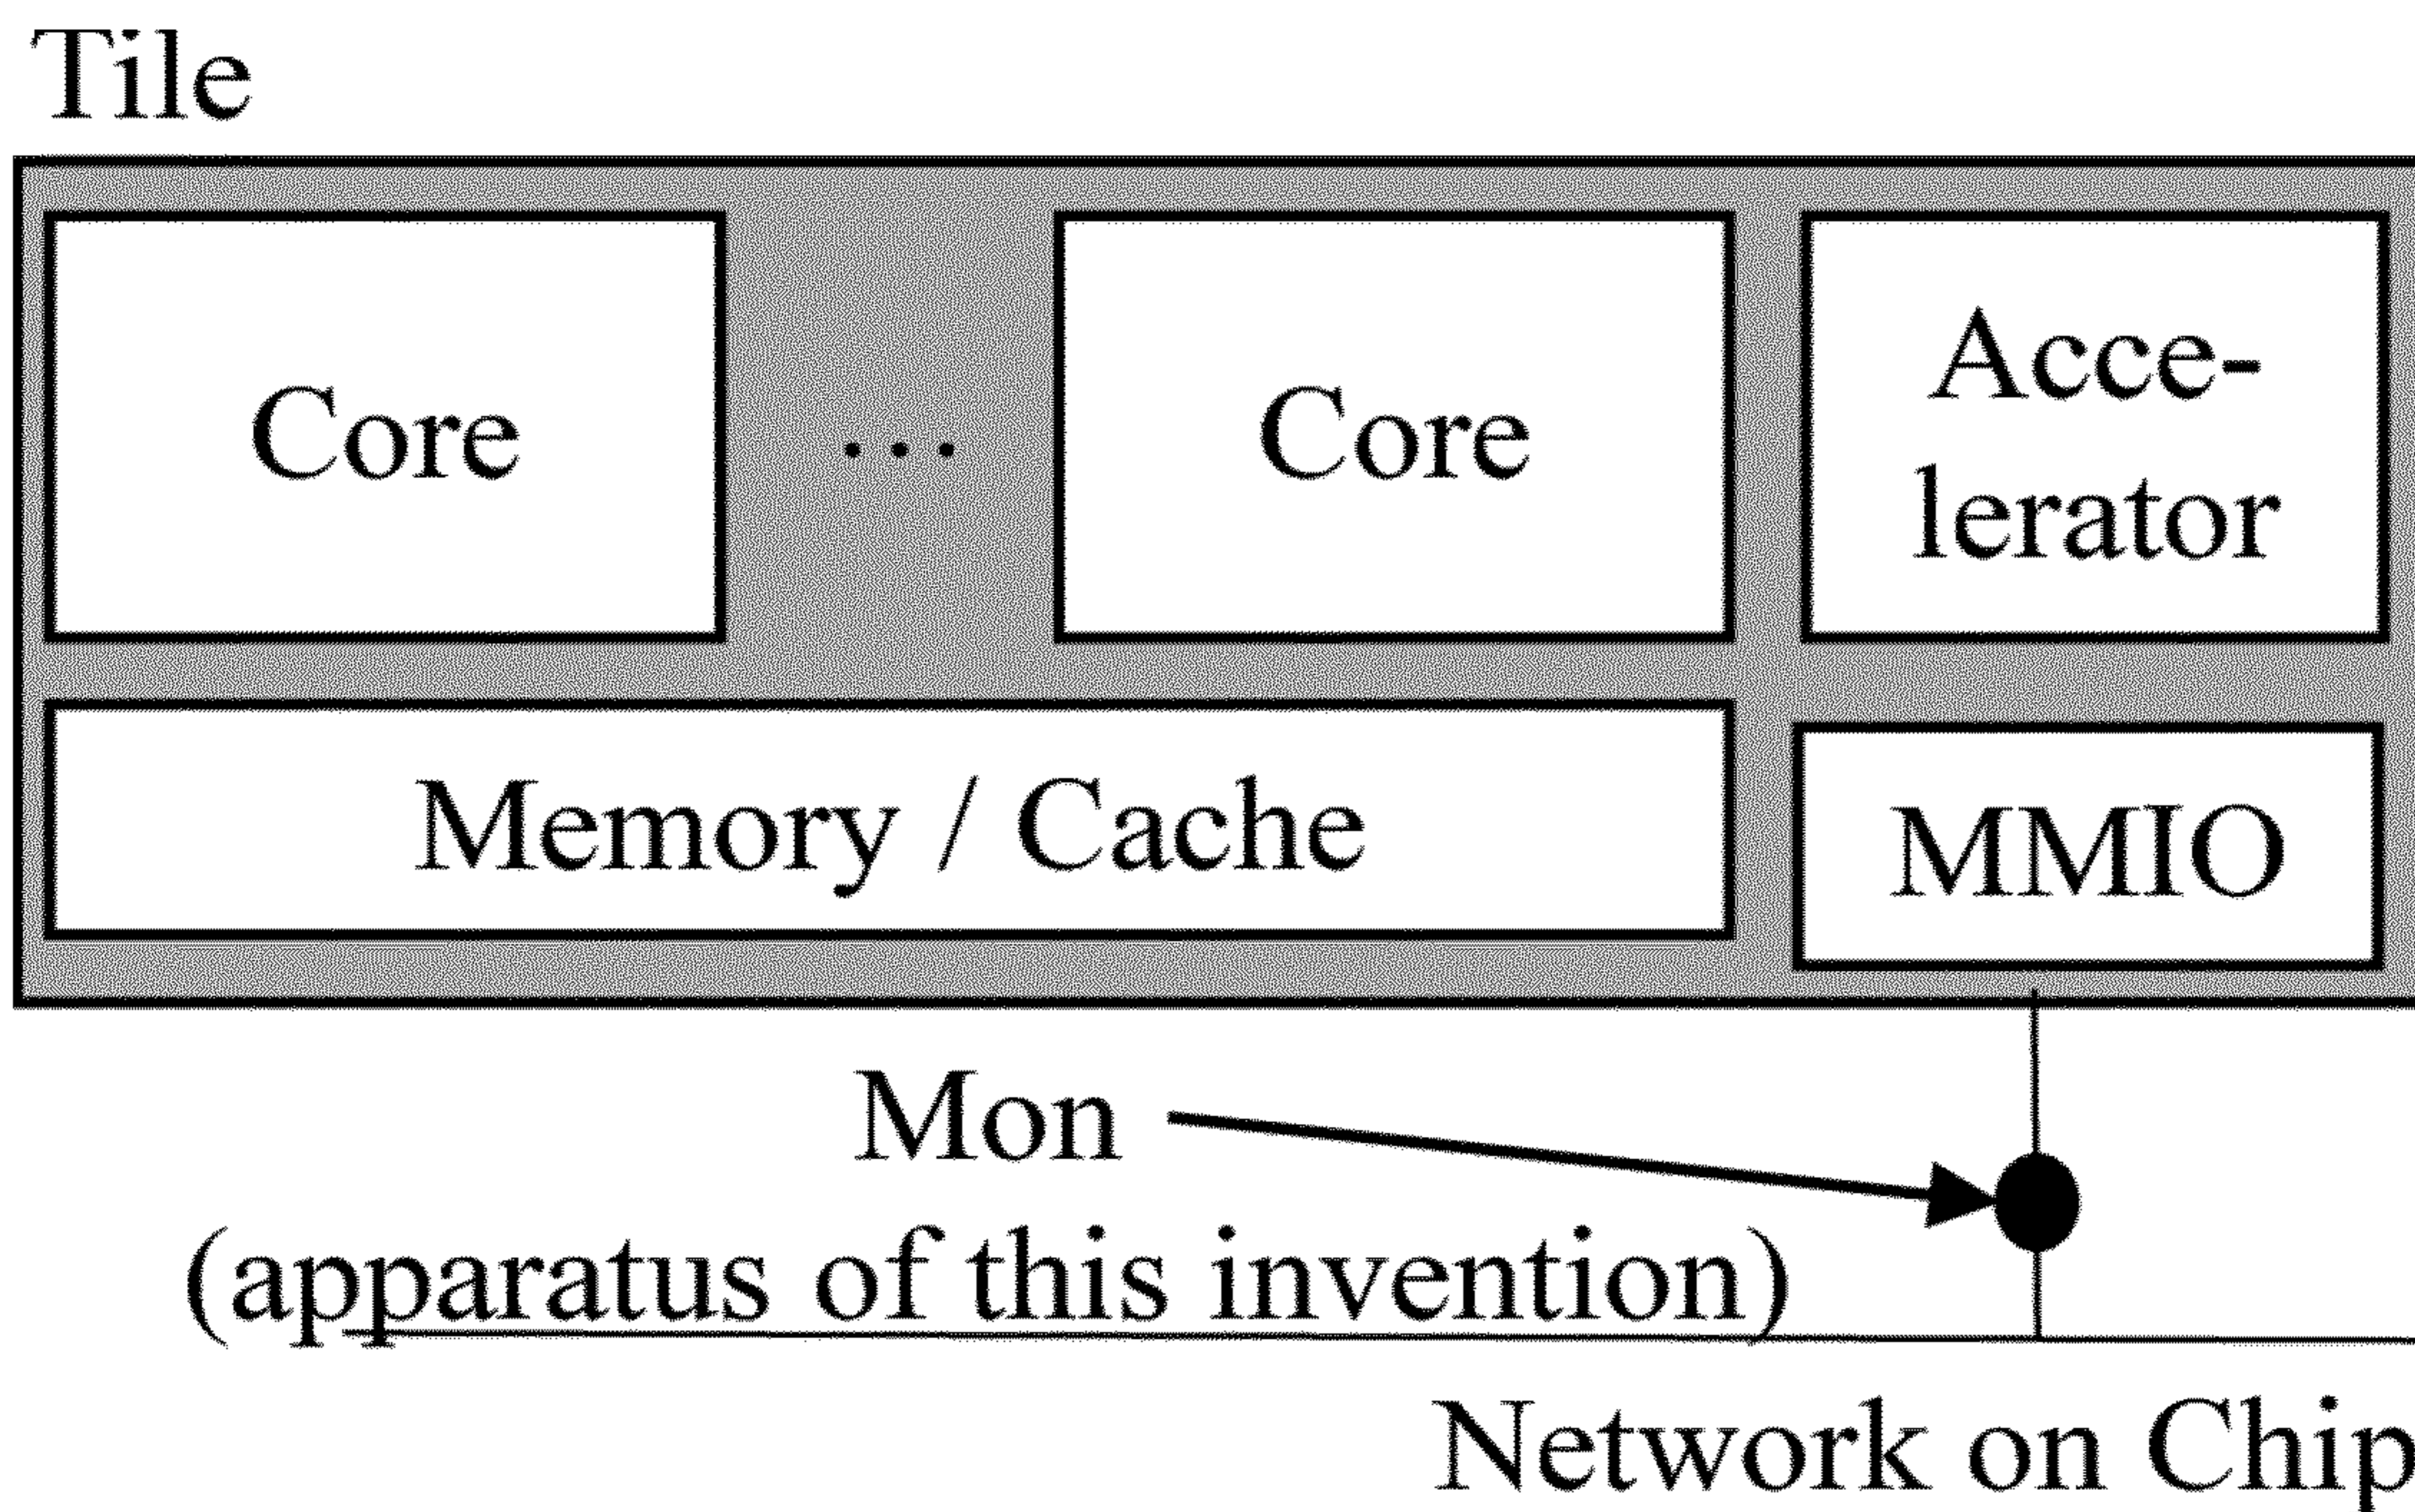 Tile
Core
...
Core
Acce-
lerator
Memory / Cache
MMIO
Mon
(apparatus of this invention)
Network on Chip